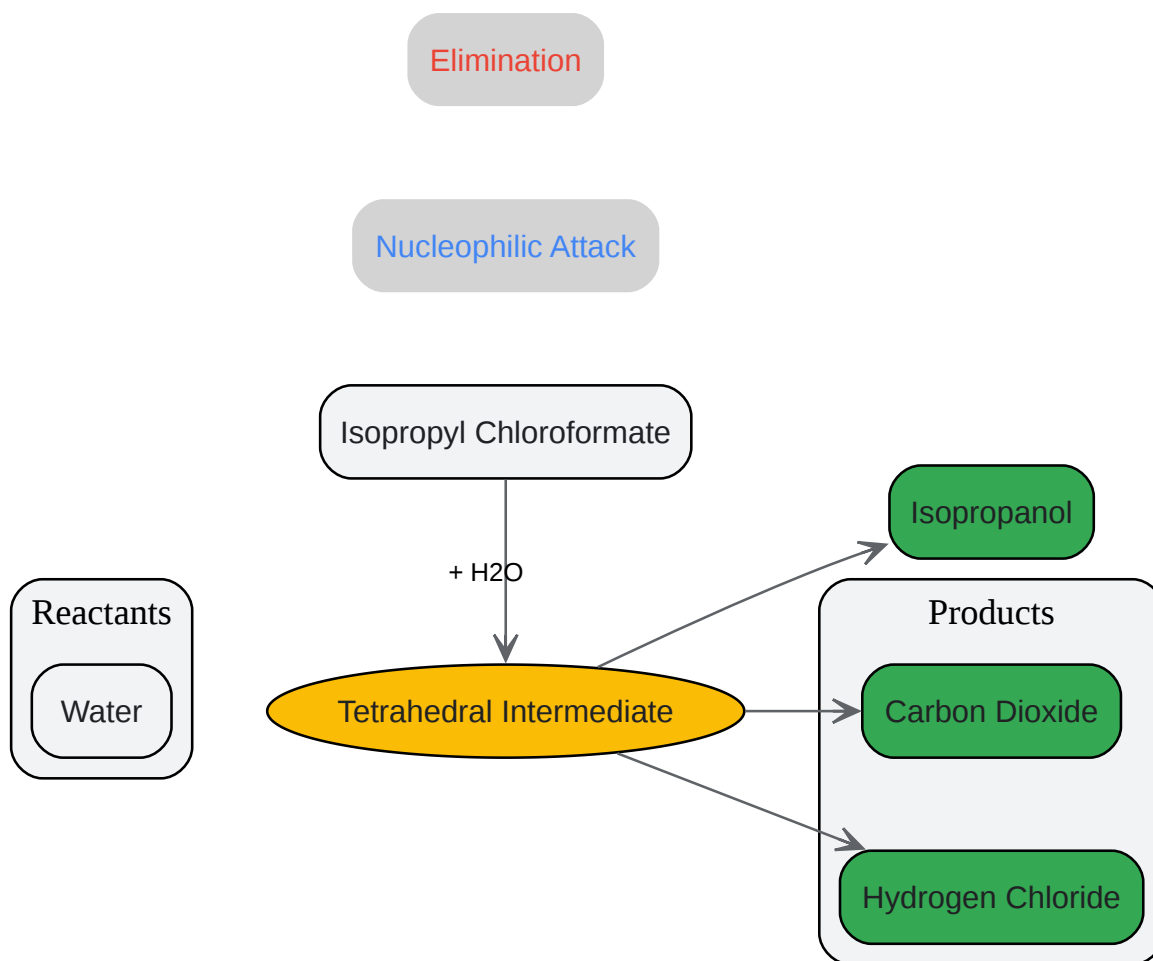 Elimination
Nucleophilic Attack
Isopropyl Chloroformate
Isopropanol
+ H2O
Reactants
Products
Water
Tetrahedral Intermediate
Carbon Dioxide
Hydrogen Chloride